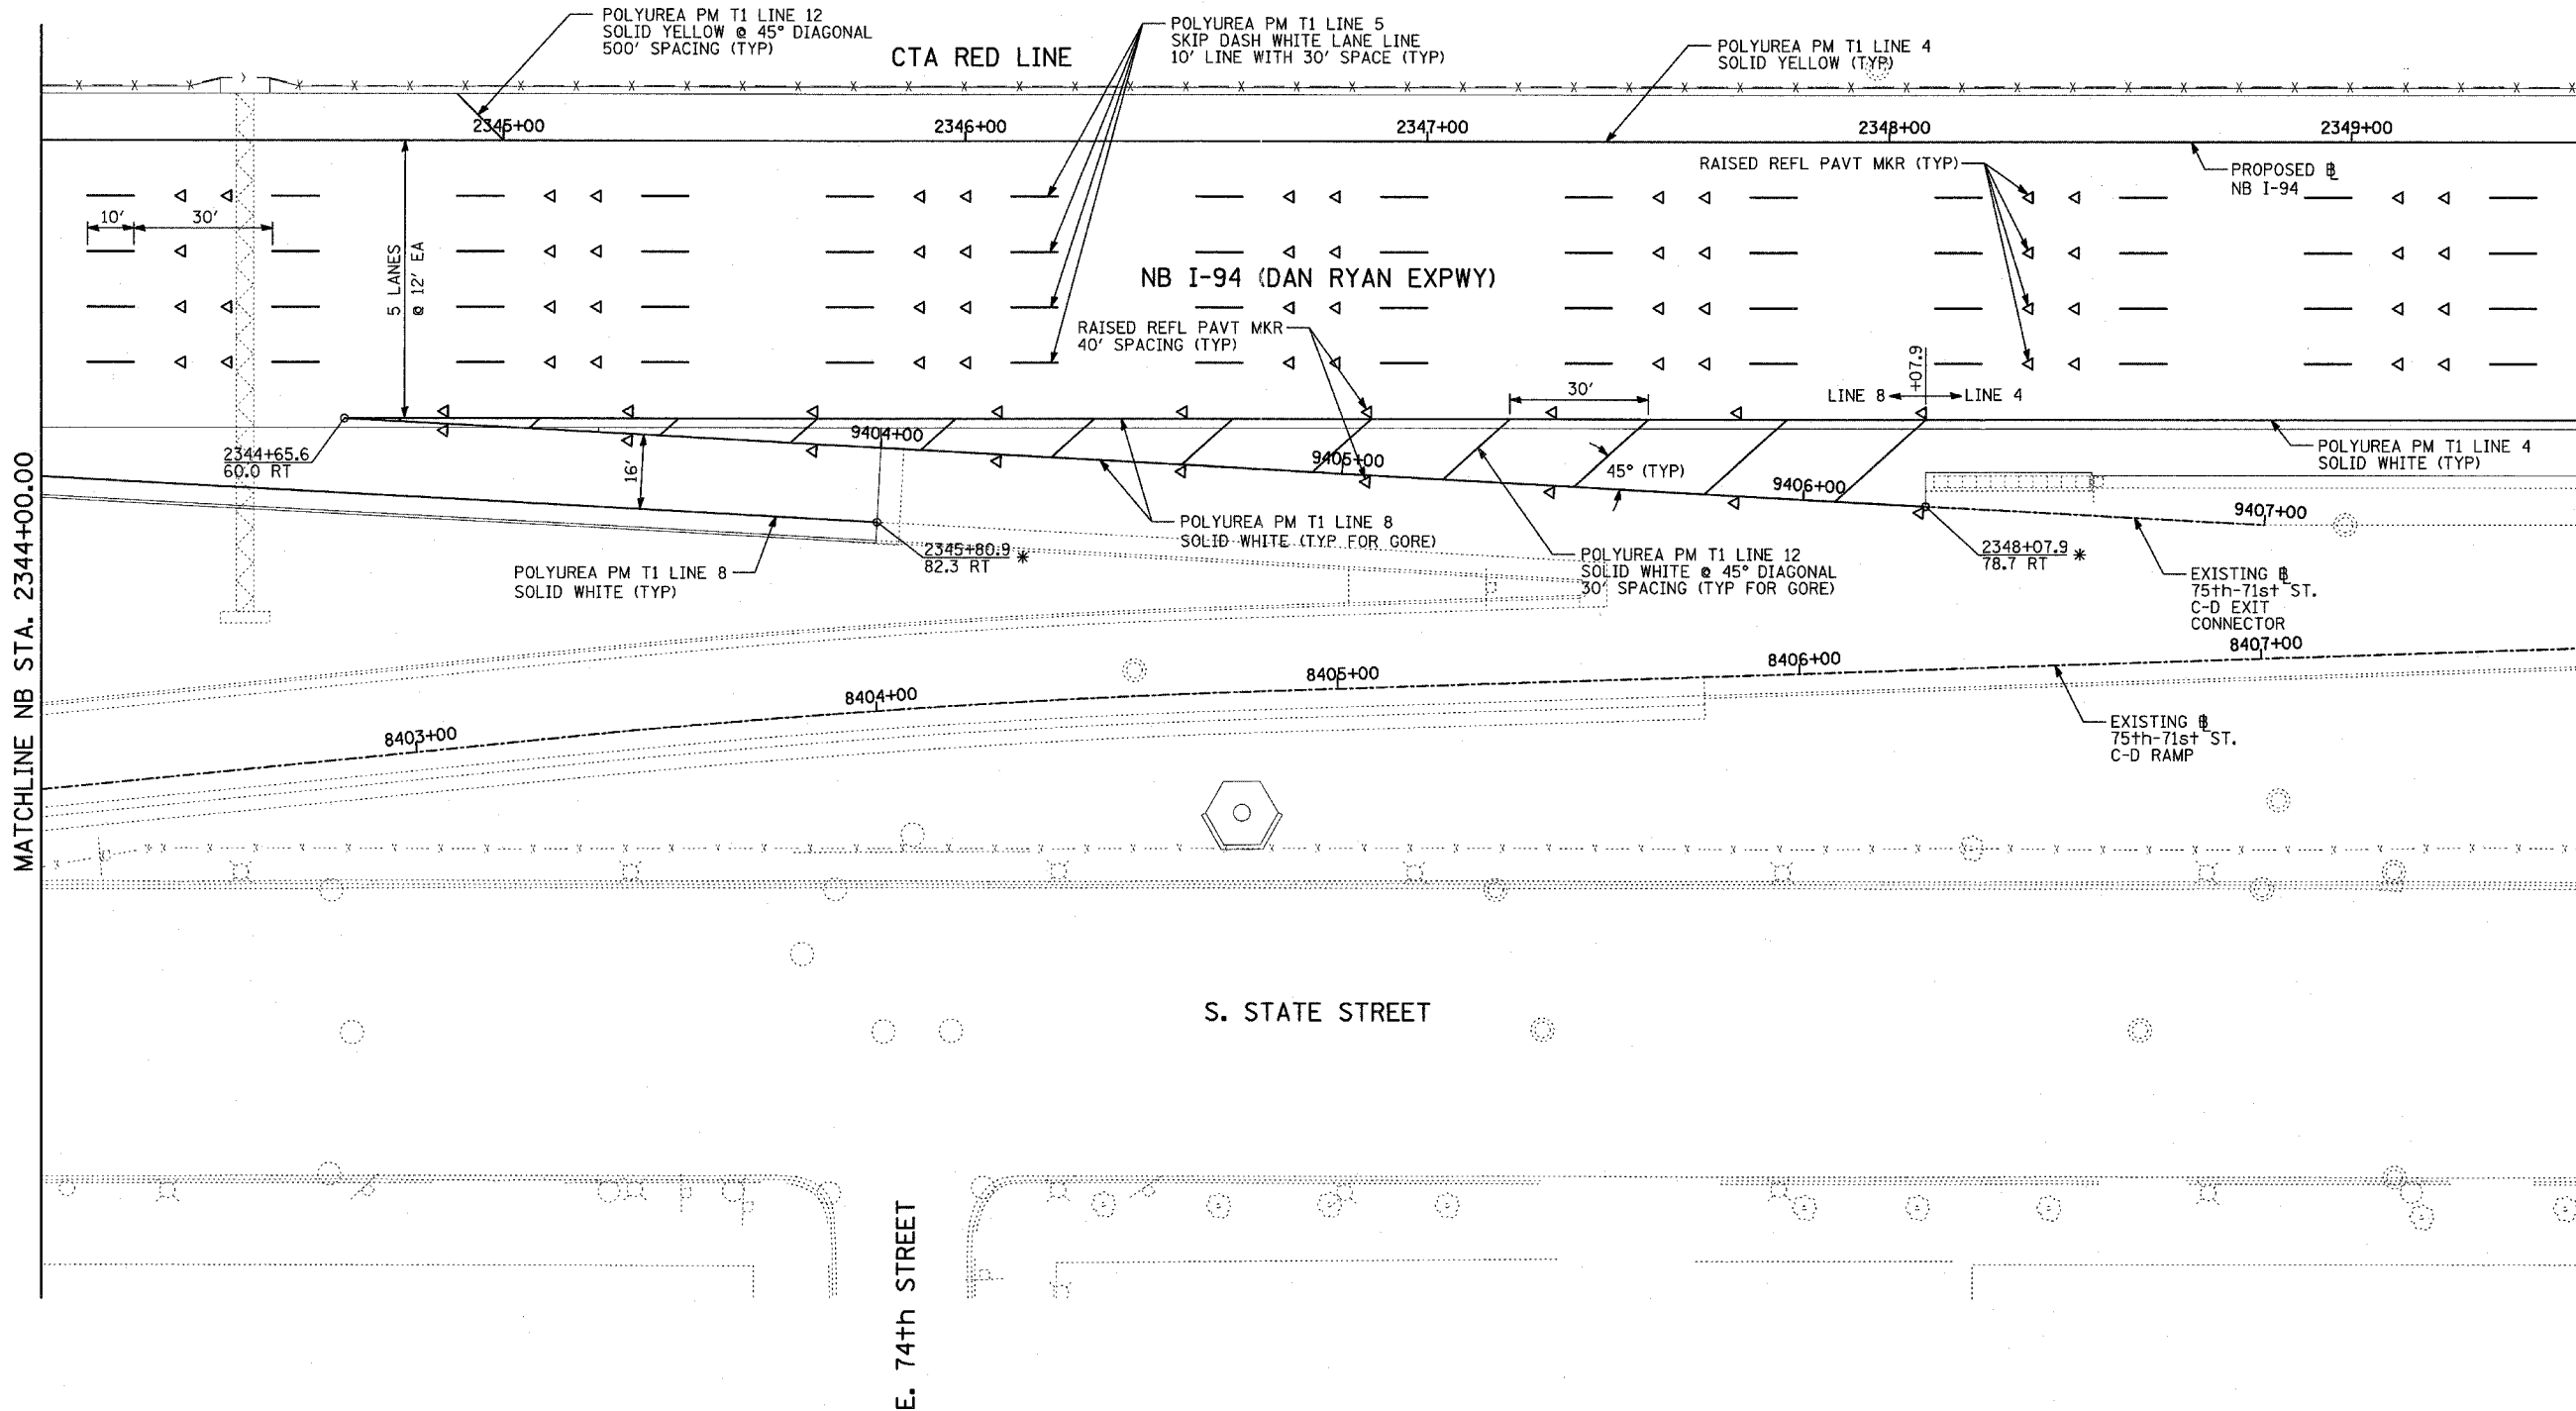 POLYUREA PM T1 LINE 12
SOLID YELLOW @ 45° DIAGONAL
500' SPACING (TYP)
CTA RED LINE
POLYUREA PM T1 LINE 5
SKIP DASH WHITE LANE LINE
10' LINE WITH 30' SPACE (TYP)
POLYUREA PM T1 LINE 4
SOLID YELLOW (TYP)
2345+00
2346+00
2347+00
2348+00
2349+00
RAISED REFL PAVT MKR (TYP)
PROPOSED ℄
NB I-94
10'
30'
5 LANES
@ 12' EA
NB I-94 (DAN RYAN EXPWY)
RAISED REFL PAVT MKR
40' SPACING (TYP)
+07.9
30'
LINE 8
LINE 4
2344+65.6
60.0 RT
16'
9404+00
9405+00
45° (TYP)
9406+00
9407+00
POLYUREA PM T1 LINE 4
SOLID WHITE (TYP)
MATCHLINE NB STA. 2344+00.00
POLYUREA PM T1 LINE 8
SOLID WHITE (TYP)
2345+80.9 *
82.3 RT
POLYUREA PM T1 LINE 8
SOLID WHITE (TYP FOR GORE)
POLYUREA PM T1 LINE 12
SOLID WHITE @ 45° DIAGONAL
30' SPACING (TYP FOR GORE)
2348+07.9 *
78.7 RT
EXISTING ℄
75th-71st ST.
C-D EXIT
CONNECTOR
8403+00
8404+00
8405+00
8406+00
8407+00
EXISTING ℄
75th-71st ST.
C-D RAMP
S. STATE STREET
E. 74th STREET